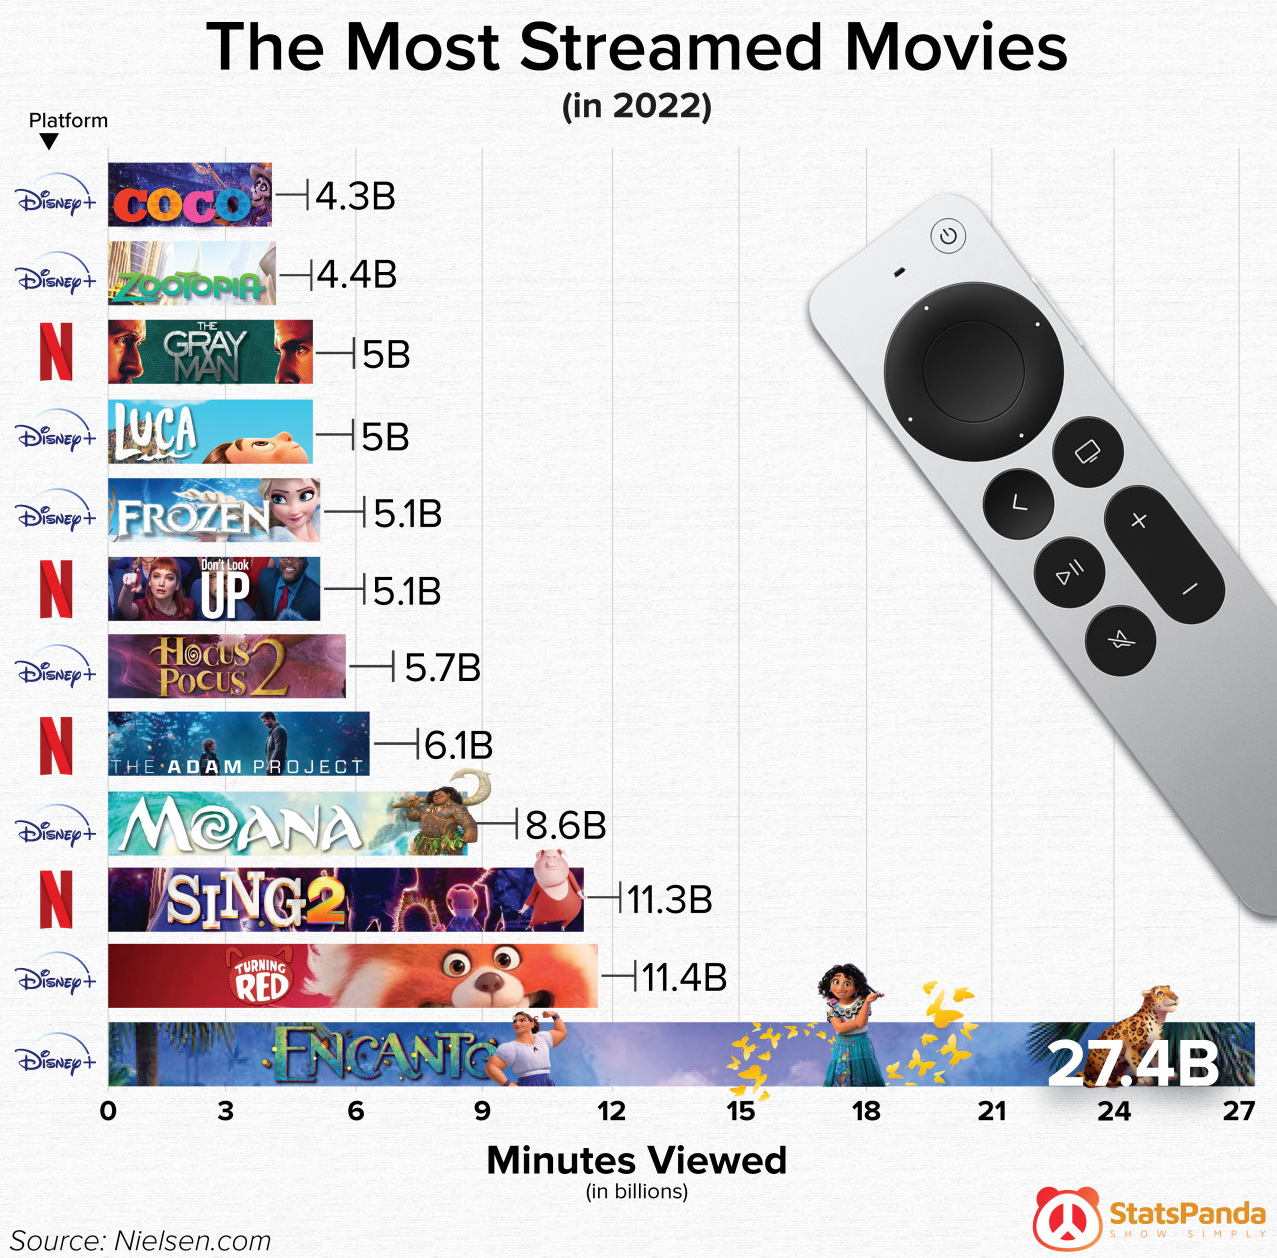 The Most Streamed Movies
(in 2022)
Platform
Disney+
COCO
4.3B
Disney+
ZOOTOPIA
4.4B
N
THE
GRAY
MAN
5B
Disney+
LUCA
5B
Disney+
FROZEN
5.1B
N
Don't Look
UP
5.1B
Disney+
HOCUS
POCUS 2
5.7B
N
THE ADAM PROJECT
6.1B
Disney+
MOANA
8.6B
N
SING 2
11.3B
Disney+
TURNING
RED
11.4B
Disney+
ENCANTO
27.4B
0 3 6 9 12 15 18 21 24 27
Minutes Viewed
(in billions)
StatsPanda
SHOW SIMPLY
Source: Nielsen.com